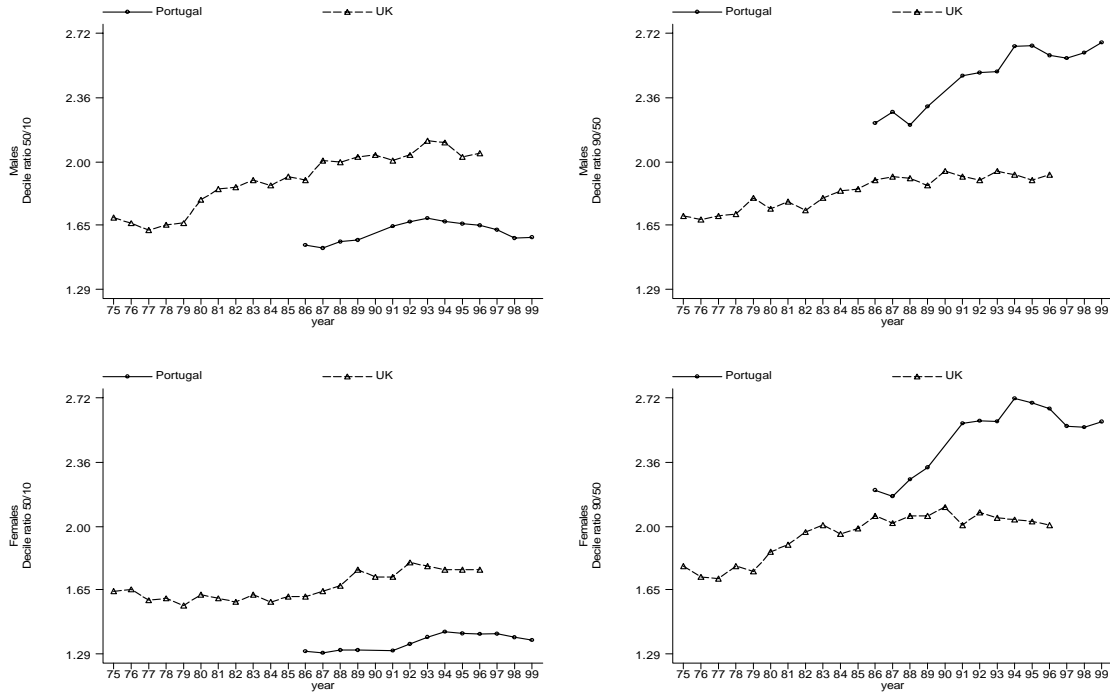 Portugal UK
Males
Decile ratio 50/10
2.72
2.36
2.00
1.65
1.29
75 76 77 78 79 80 81 82 83 84 85 86 87 88 89 90 91 92 93 94 95 96 97 98 99
year
Portugal UK
Males
Decile ratio 90/50
2.72
2.36
2.00
1.65
1.29
75 76 77 78 79 80 81 82 83 84 85 86 87 88 89 90 91 92 93 94 95 96 97 98 99
year
Portugal UK
Females
Decile ratio 50/10
2.72
2.36
2.00
1.65
1.29
75 76 77 78 79 80 81 82 83 84 85 86 87 88 89 90 91 92 93 94 95 96 97 98 99
year
Portugal UK
Females
Decile ratio 90/50
2.72
2.36
2.00
1.65
1.29
75 76 77 78 79 80 81 82 83 84 85 86 87 88 89 90 91 92 93 94 95 96 97 98 99
year